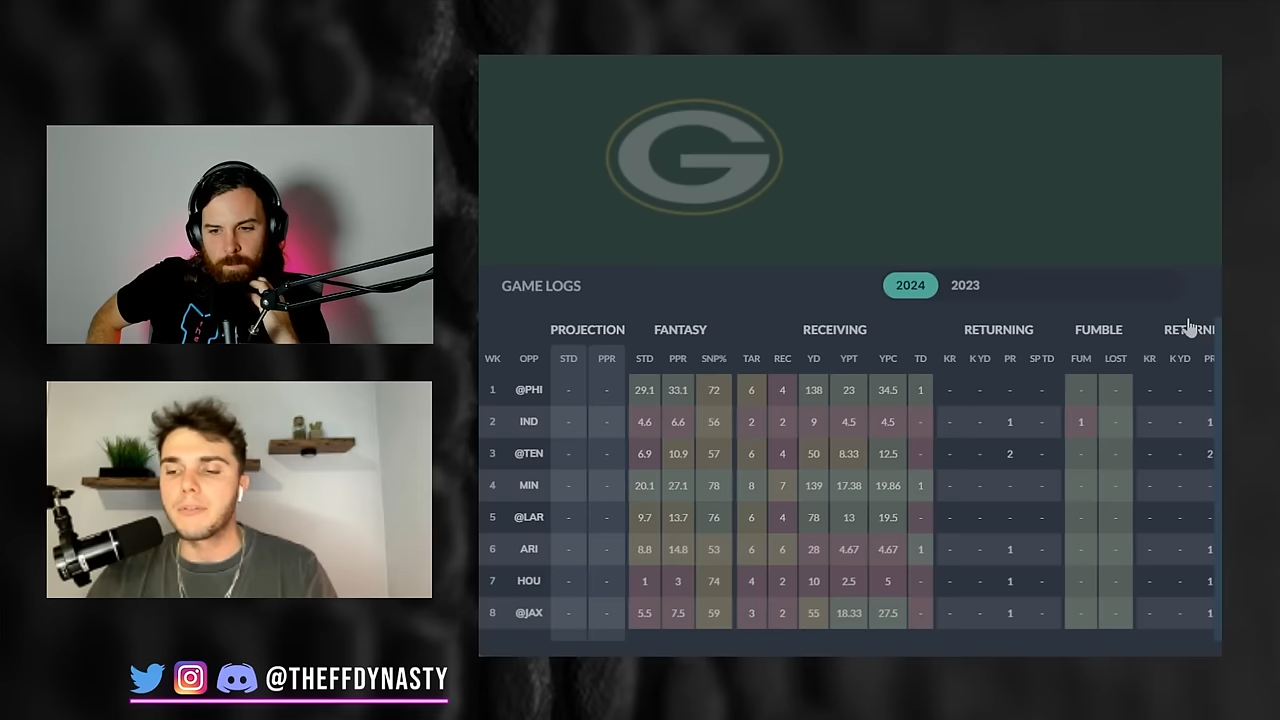 G
GAME LOGS 2024 2023
PROJECTION FANTASY RECEIVING RETURNING FUMBLE RETURNI
WK OPP STD PPR STD PPR SNP% TAR REC YD YPT YPC TD KR K YD PR SP TD FUM LOST KR K YD PR
1 @PHI - - 29.1 33.1 72 6 4 138 23 34.5 1 - - - - - - - - -
2 IND - - 4.6 6.6 56 2 2 9 4.5 4.5 - - - 1 - 1 - - - 1
3 @TEN - - 6.9 10.9 57 6 4 50 8.33 12.5 - - - 2 - - - - - 2
4 MIN - - 20.1 27.1 78 8 7 139 17.38 19.86 1 - - - - - - - - -
5 @LAR - - 9.7 13.7 76 6 4 78 13 19.5 - - - - - - - - - -
6 ARI - - 8.8 14.8 53 6 6 28 4.67 4.67 1 - - 1 - - - - - 1
7 HOU - - 1 3 74 4 2 10 2.5 5 - - - 1 - - - - - 1
8 @JAX - - 5.5 7.5 59 3 2 55 18.33 27.5 - - - 1 - - - - - 1
@THEFFDYNASTY